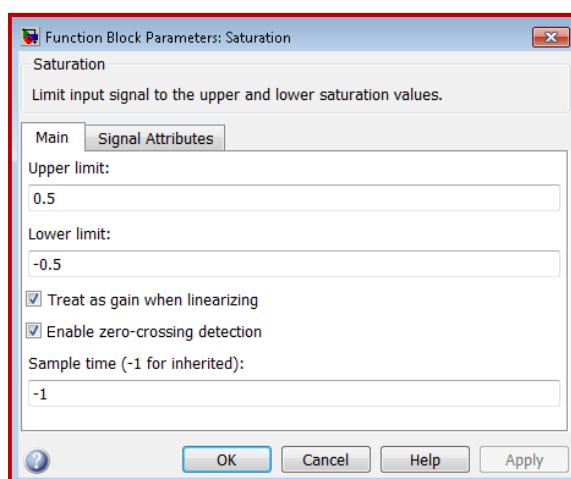 Function Block Parameters: Saturation
Saturation
Limit input signal to the upper and lower saturation values.
Main
Signal Attributes
Upper limit:
0.5
Lower limit:
-0.5
Treat as gain when linearizing
Enable zero-crossing detection
Sample time (-1 for inherited):
-1
OK
Cancel
Help
Apply